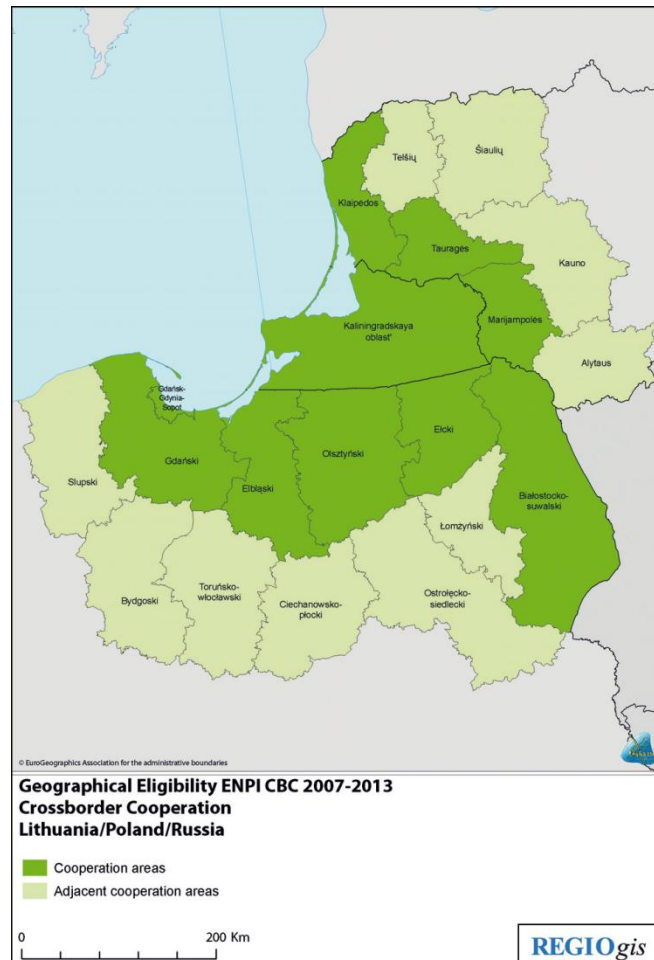 Telšių
Šiaulių
Klaipėdos
Tauragės
Kauno
Kaliningradskaya
oblast'
Marijampolės
Alytaus
Gdańsk-
Gdynia-
Sopot
Slupski
Gdański
Elbląski
Olsztyński
Ełcki
Białostocko-
suwalski
Łomżyński
Bydgoski
Toruńsko-
włocławski
Ciechanowsko-
płocki
Ostrołęcko-
siedlecki
© EuroGeographics Association for the administrative boundaries
Geographical Eligibility ENPI CBC 2007-2013
Crossborder Cooperation
Lithuania/Poland/Russia
Cooperation areas
Adjacent cooperation areas
0 200 Km
REGIOgis